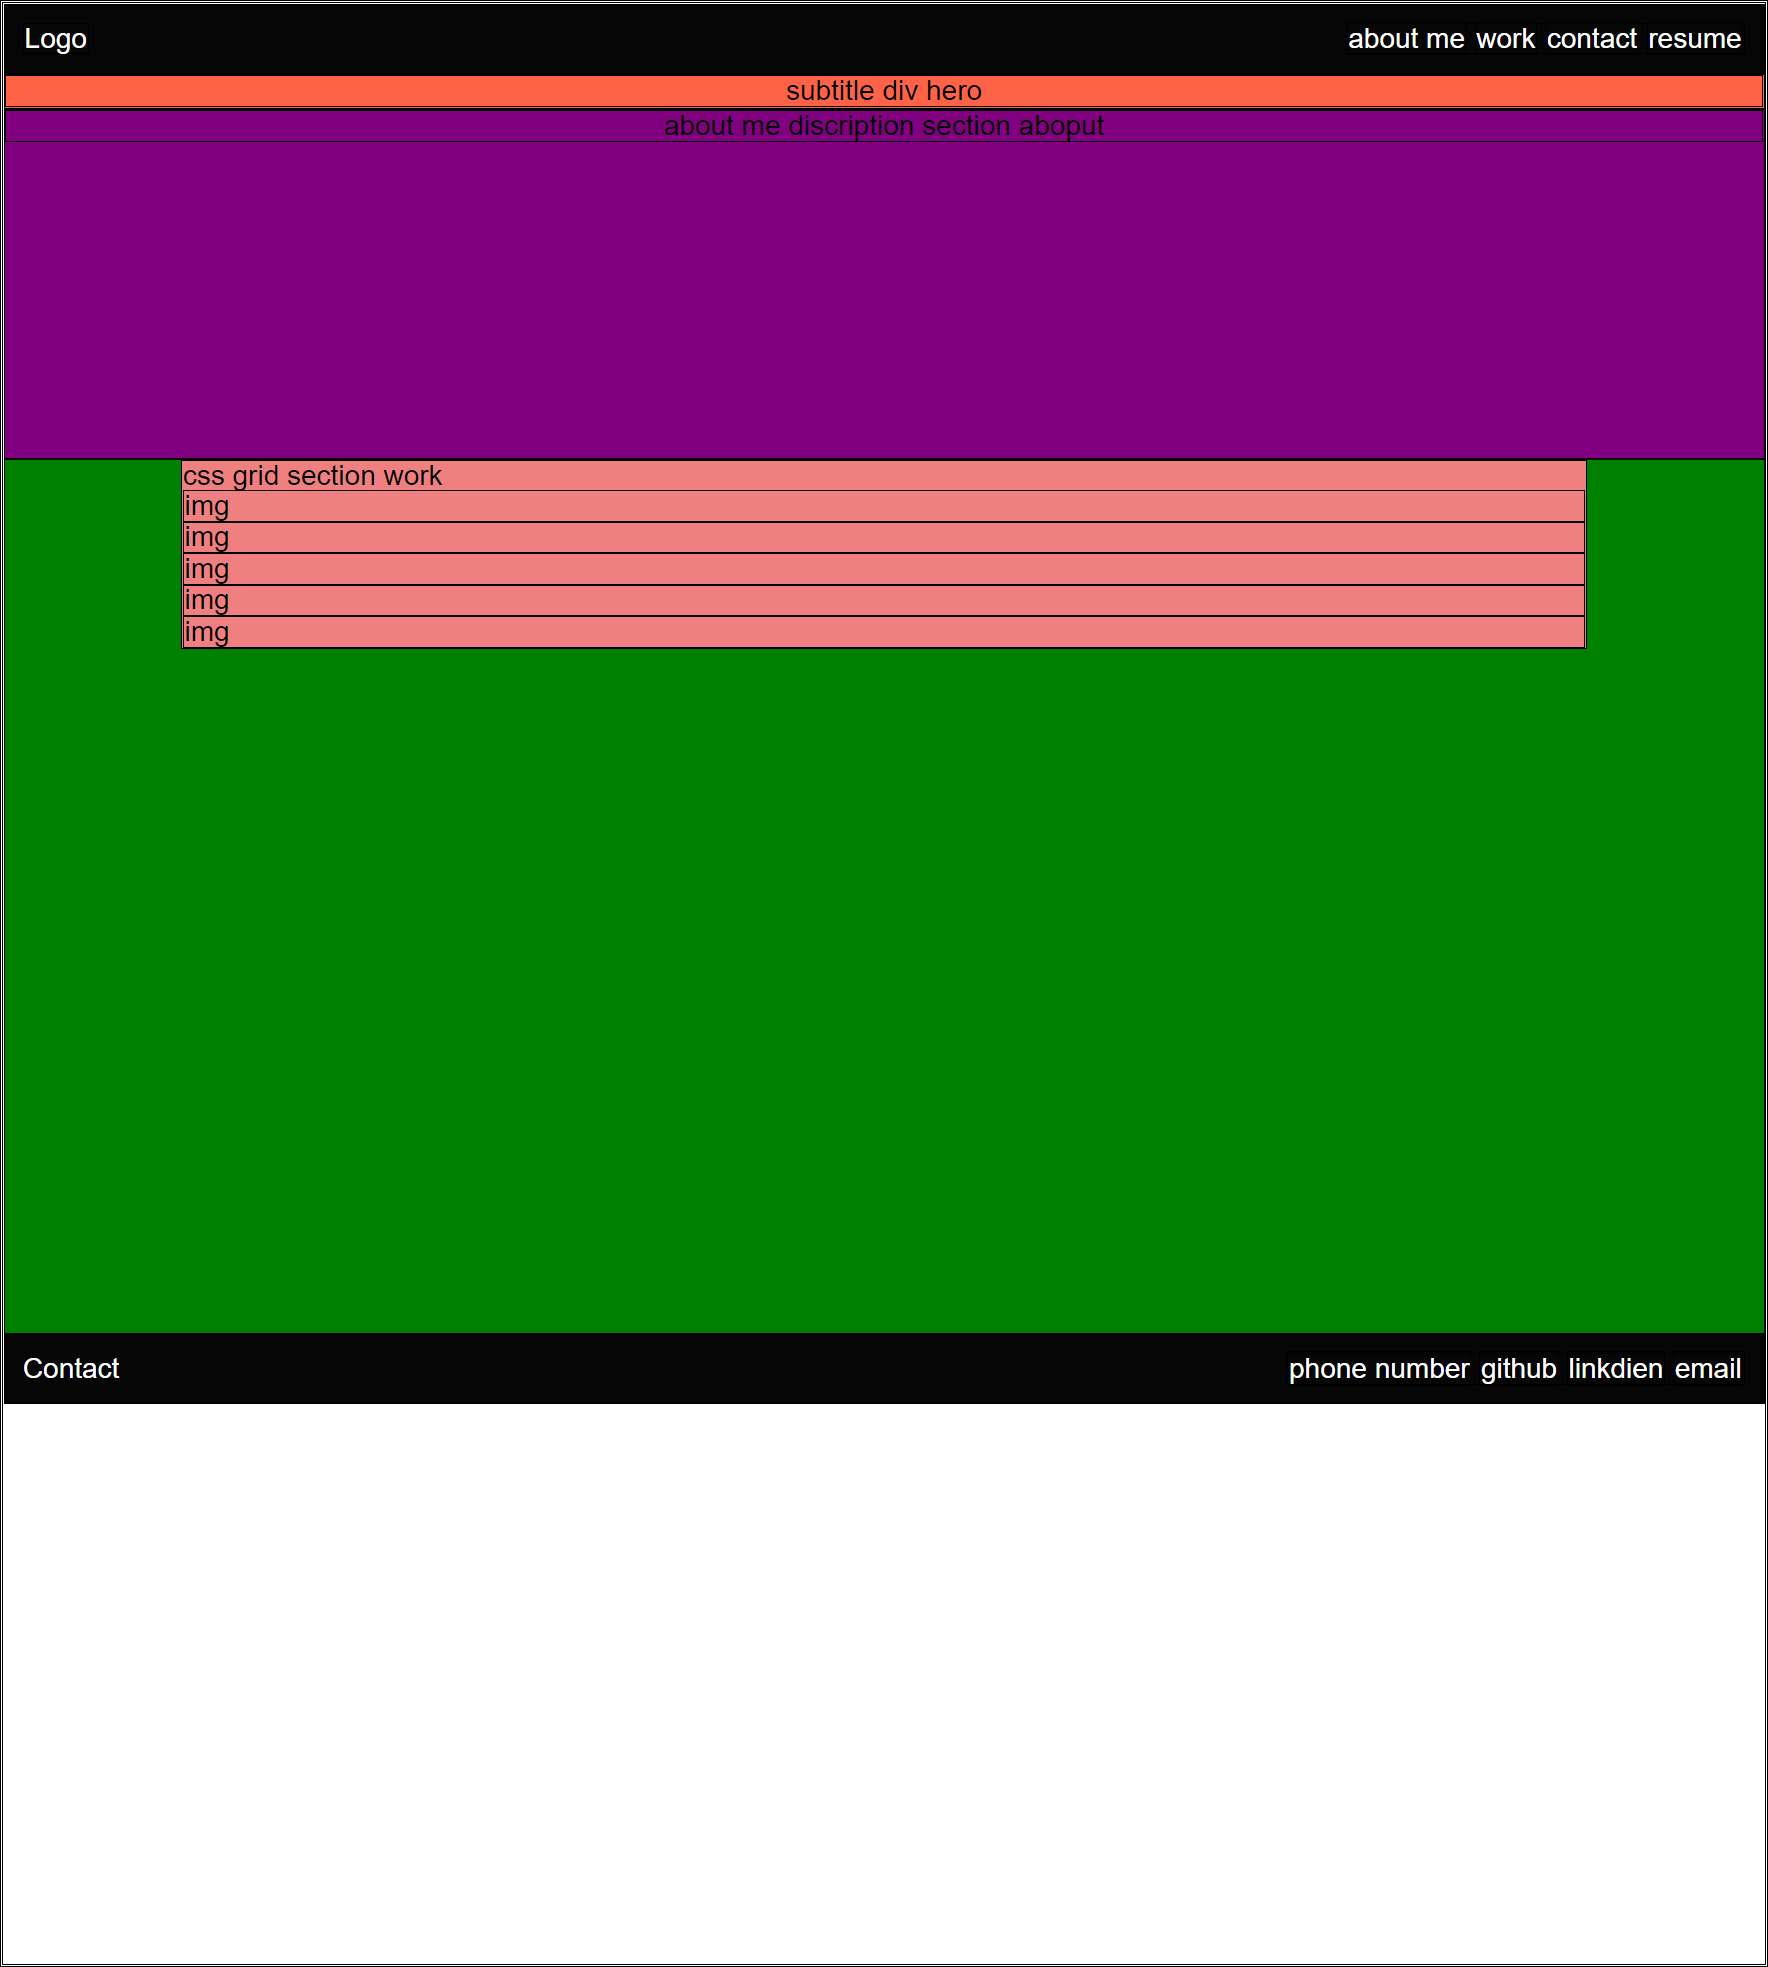 Logo about me work contact resume
subtitle div hero
about me discription section aboput
css grid section work
img
img
img
img
img
Contact phone number github linkdien email